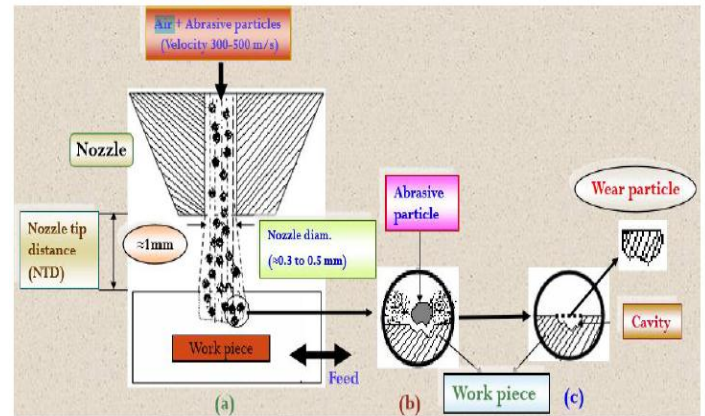 Air + Abrasive particles
(Velocity 300-500 m/s)
Nozzle
Abrasive
particle
Wear particle
Nozzle tip
distance
(NTD)
≈1mm
Nozzle diam.
(≈0.3 to 0.5 mm)
Cavity
Work piece
Feed
Work piece
(a)
(b)
(c)